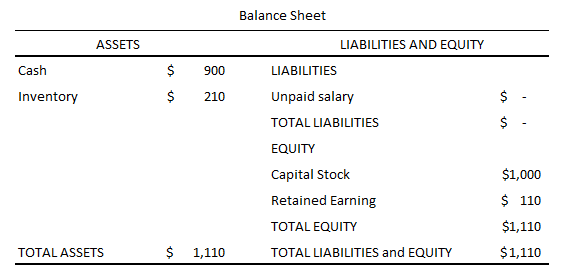 Balance Sheet
ASSETS LIABILITIES AND EQUITY
Cash $ 900 LIABILITIES
Inventory $ 210 Unpaid salary $ -
TOTAL LIABILITIES $ -
EQUITY
Capital Stock $1,000
Retained Earning $ 110
TOTAL EQUITY $1,110
TOTAL ASSETS $ 1,110 TOTAL LIABILITIES and EQUITY $1,110